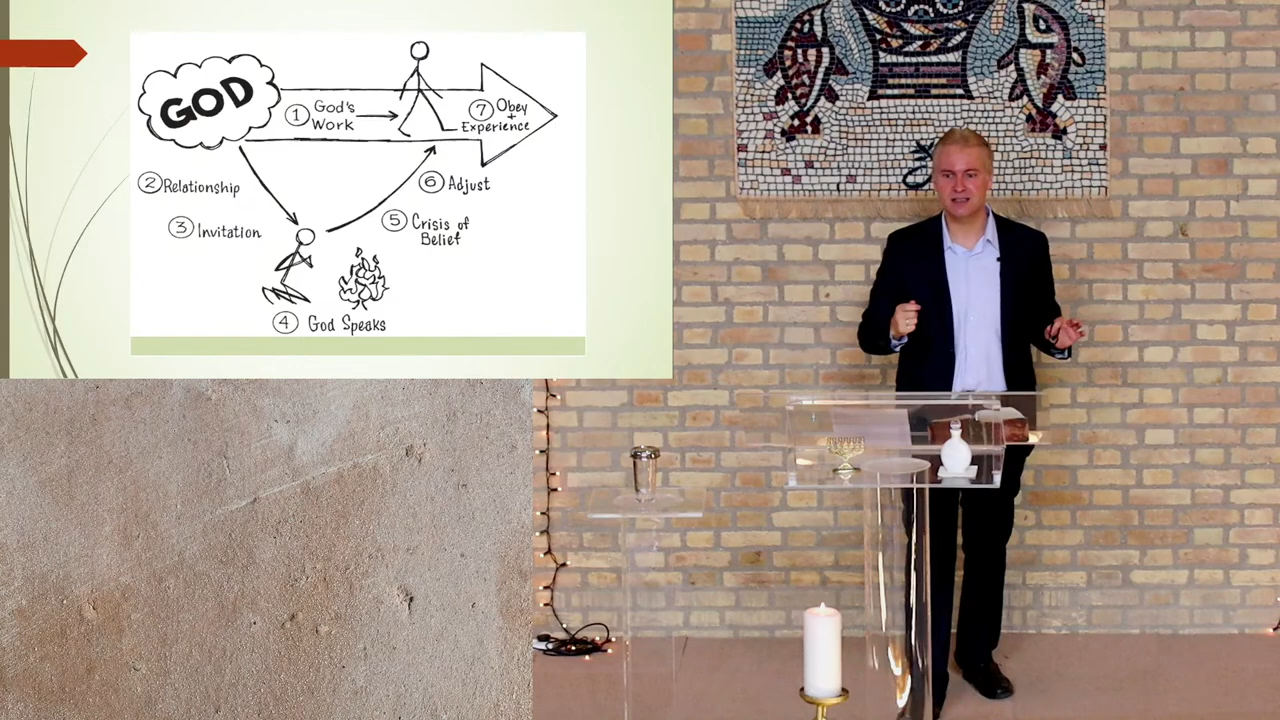 GOD
① God's
Work
⑦ Obey
+
Experience
② Relationship
⑥ Adjust
③ Invitation
⑤ Crisis of
Belief
④ God Speaks